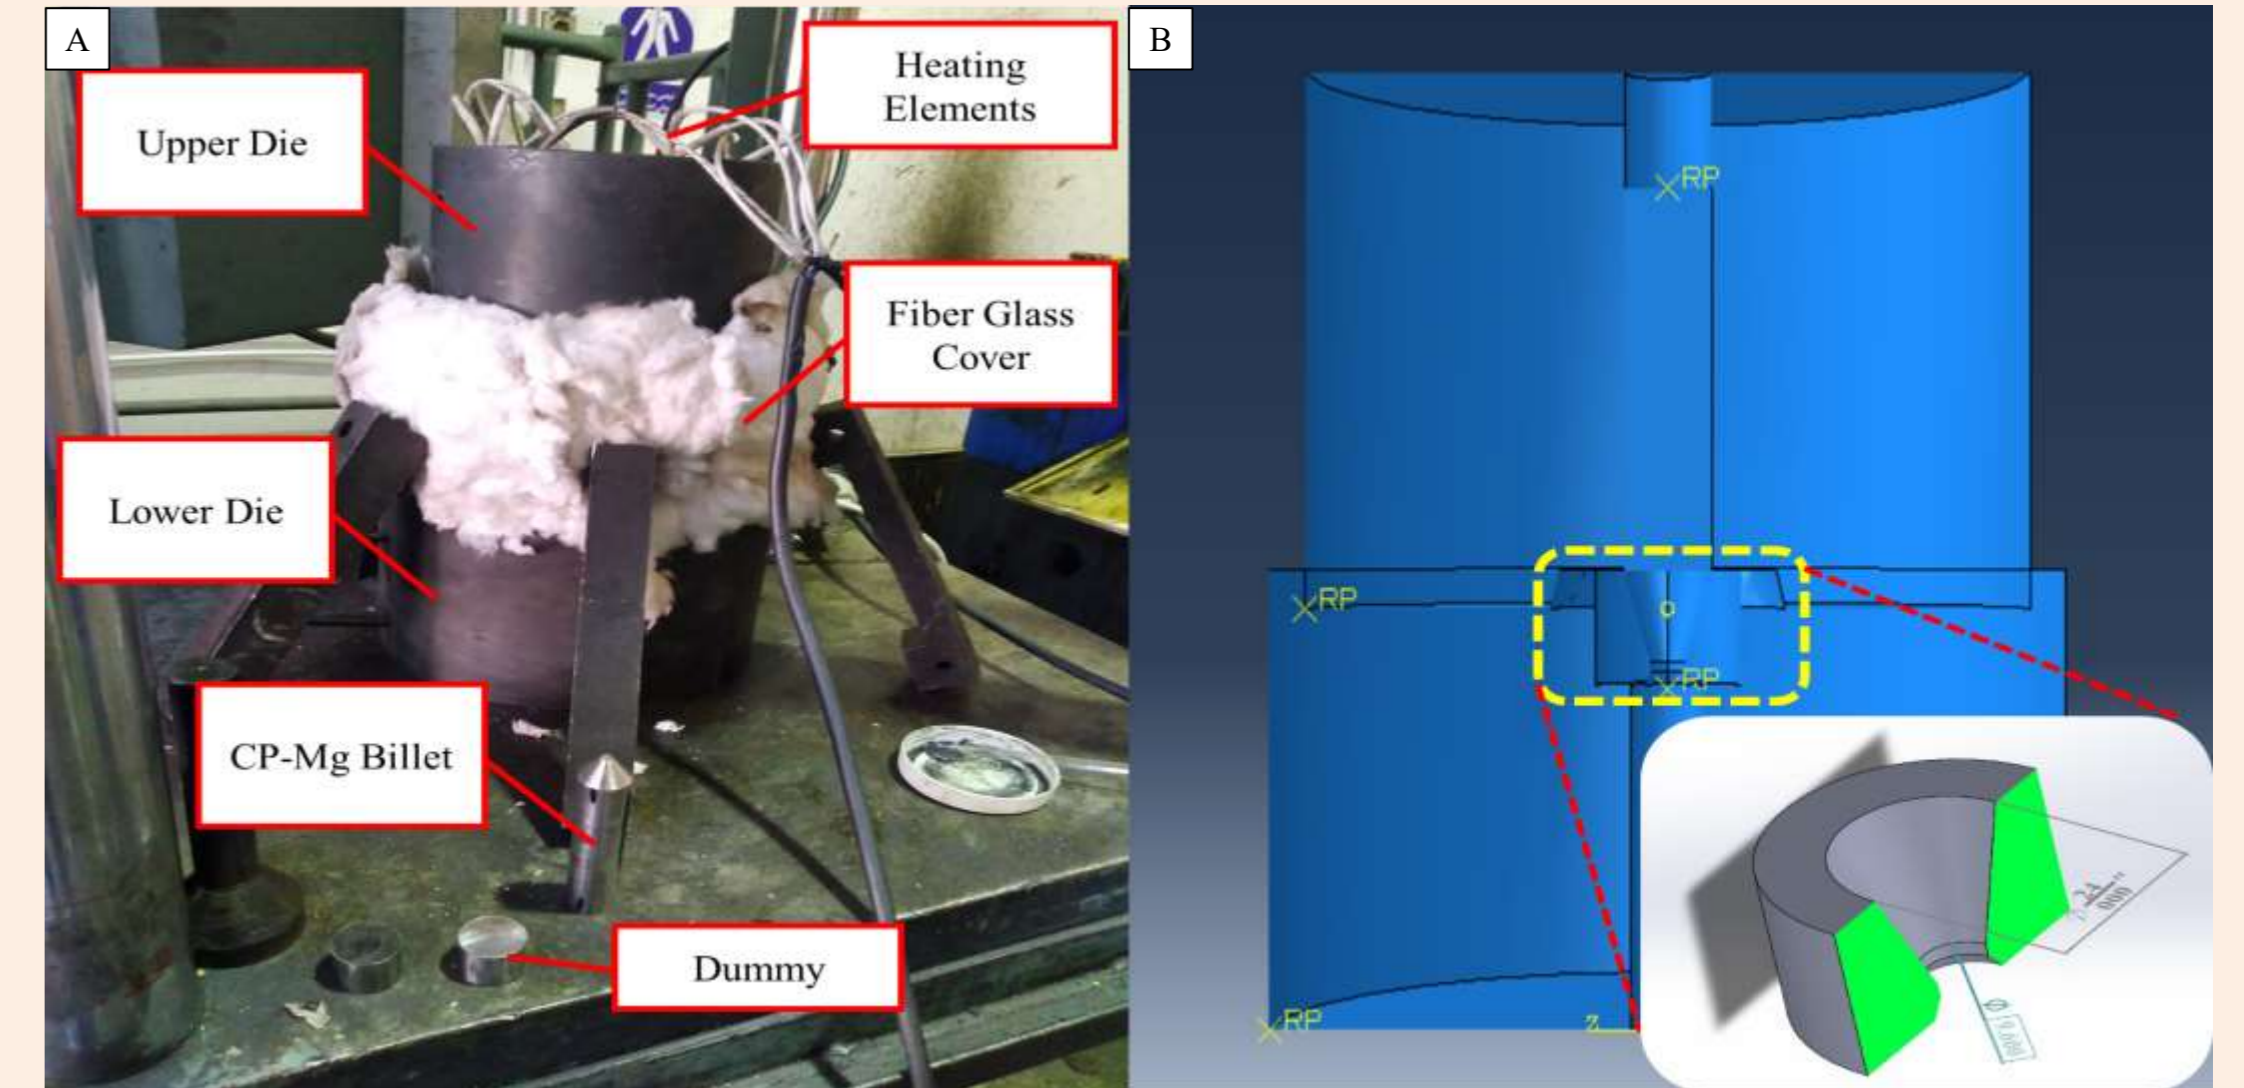 A
Upper Die
Heating
Elements
Fiber Glass
Cover
Lower Die
CP-Mg Billet
Dummy
B
RP
RP
RP
RP
z